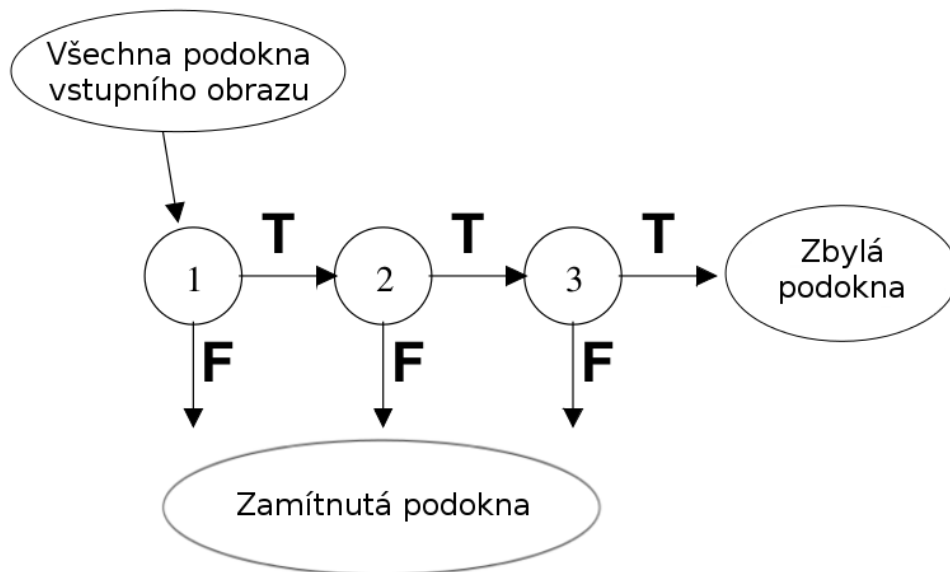 Všechna podokna
vstupního obrazu
T
T
T
1
2
3
Zbylá
podokna
F
F
F
Zamítnutá podokna